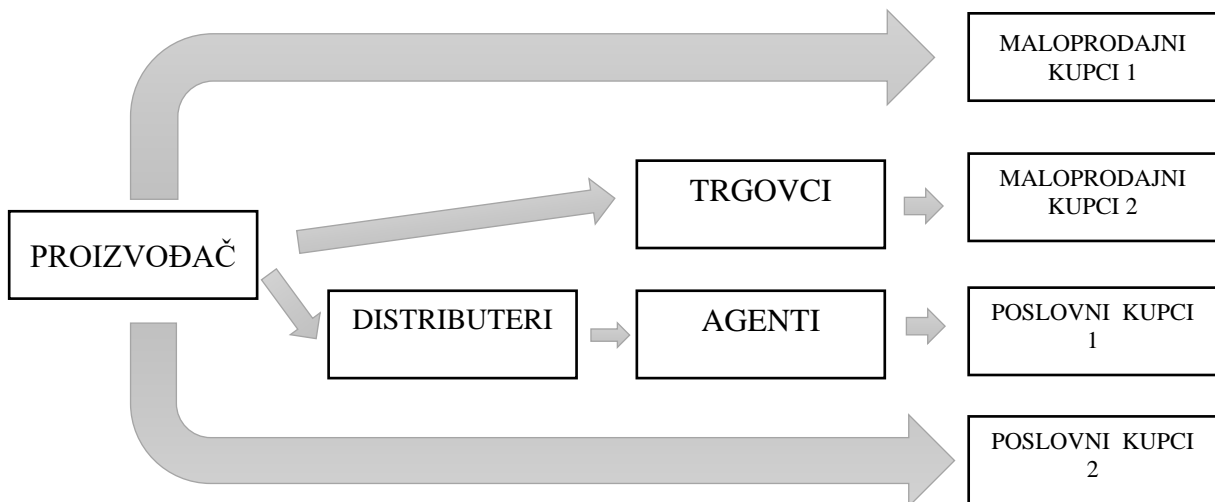 MALOPRODAJNI
KUPCI 1
TRGOVCI
MALOPRODAJNI
KUPCI 2
PROIZVOĐAČ
DISTRIBUTERI
AGENTI
POSLOVNI KUPCI
1
POSLOVNI KUPCI
2